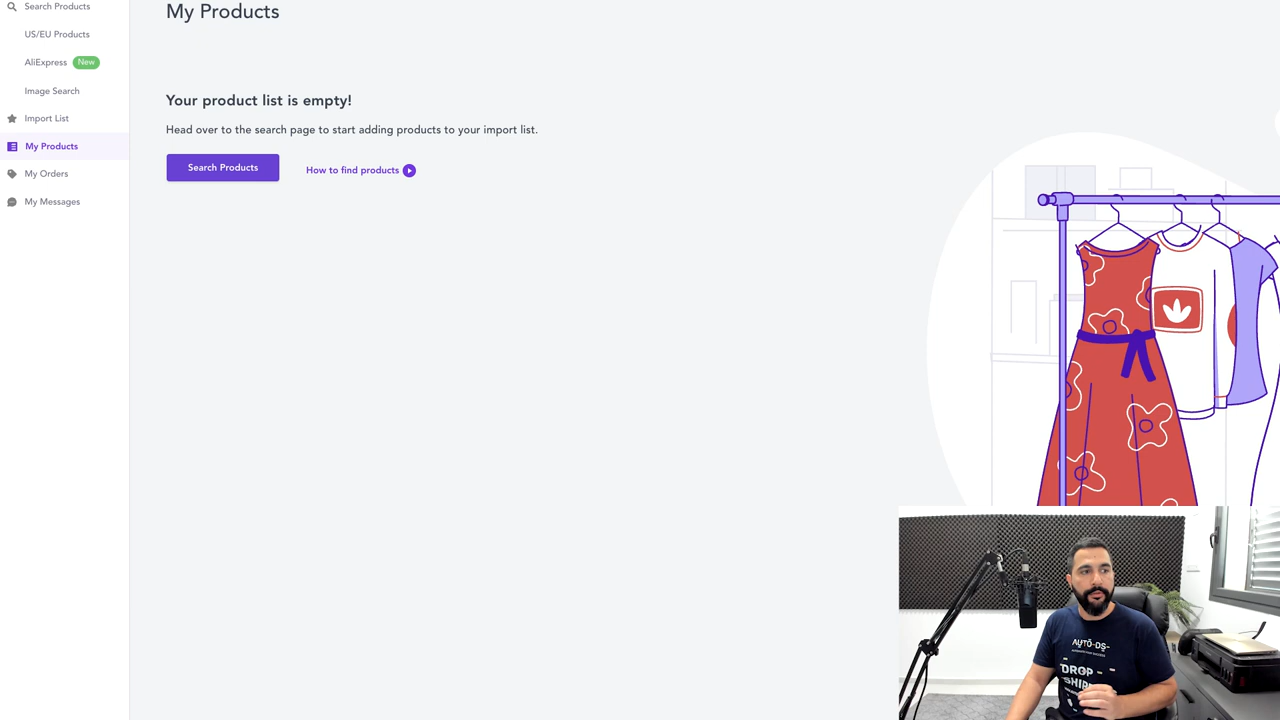 Search Products
My Products
US/EU Products
AliExpress New
Image Search
Your product list is empty!
Import List
Head over to the search page to start adding products to your import list.
My Products
Search Products
How to find products
My Orders
My Messages
AUTO-DS
DROP